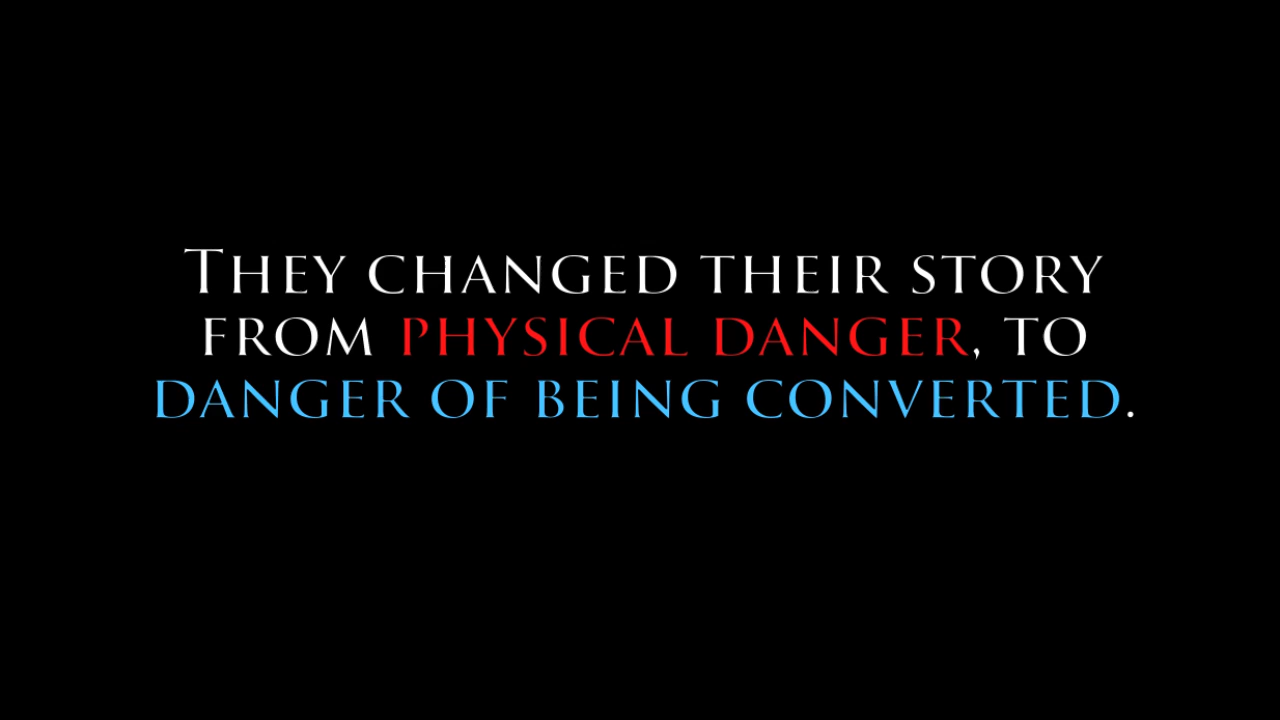 They changed their story
from physical danger, to
danger of being converted.